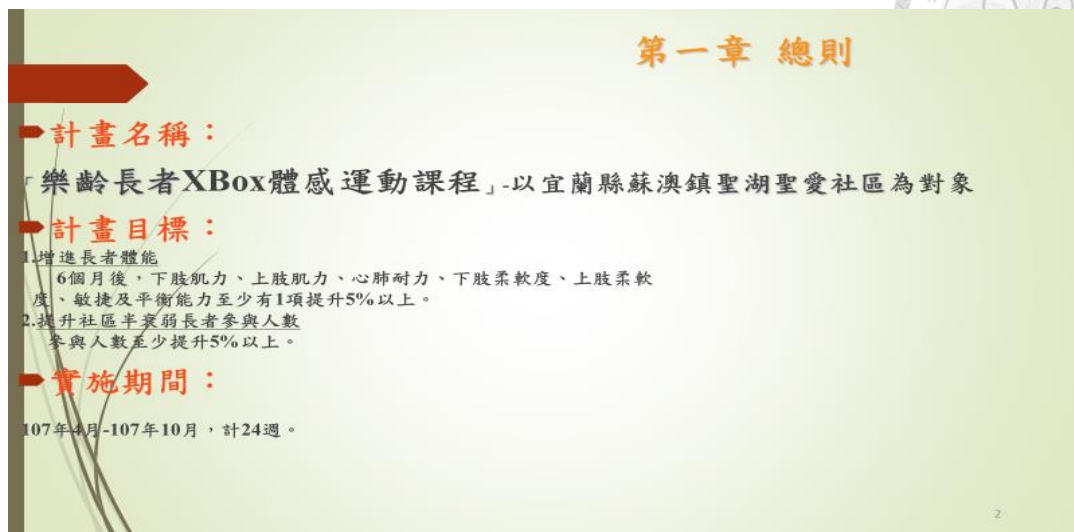 第一章 總則
計畫名稱：
「樂齡長者XBox體感運動課程」-以宜蘭縣蘇澳鎮聖湖聖愛社區為對象
計畫目標：
1.增進長者體能
6個月後，下肢肌力、上肢肌力、心肺耐力、下肢柔軟度、上肢柔軟
度、敏捷及平衡能力至少有1項提升5%以上。
2.提升社區半衰弱長者參與人數
參與人數至少提升5%以上。
實施期間：
107年4月-107年10月，計24週。
2